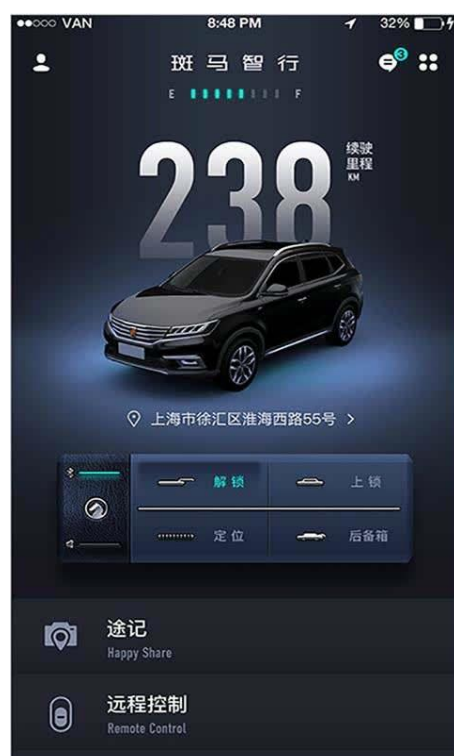 VAN 8:48 PM 32%
斑马智行 3
E F
238 续驶里程 KM
上海市徐汇区淮海西路55号
解锁 上锁
定位 后备箱
途记
Happy Share
远程控制
Remote Control